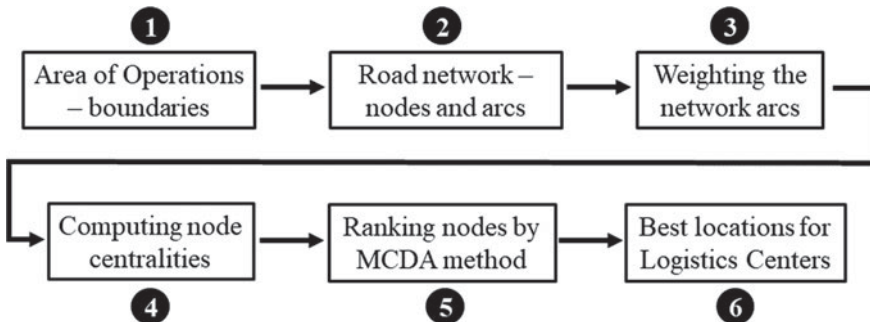 1
2
3
Area of Operations
– boundaries
Road network –
nodes and arcs
Weighting the
network arcs
Computing node
centralities
Ranking nodes by
MCDA method
Best locations for
Logistics Centers
4
5
6